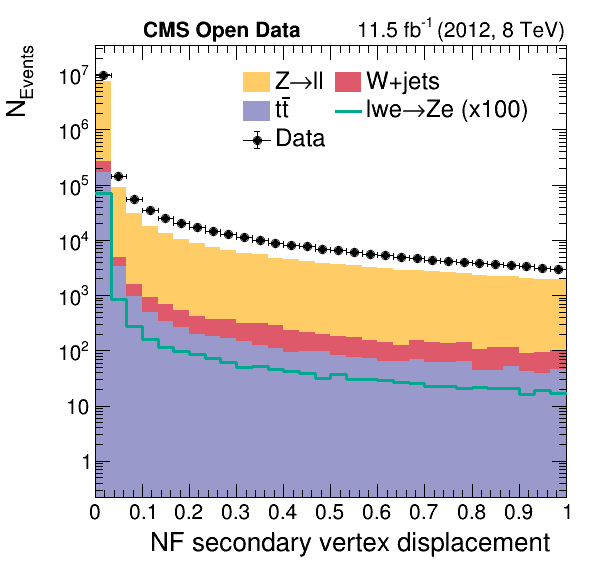 CMS Open Data 11.5 fb⁻¹ (2012, 8 TeV)
N_Events
Z→ll W+jets
tt̄ lwe→Ze (x100)
Data
10⁷
10⁶
10⁵
10⁴
10³
10²
10
1
0 0.1 0.2 0.3 0.4 0.5 0.6 0.7 0.8 0.9 1
NF secondary vertex displacement